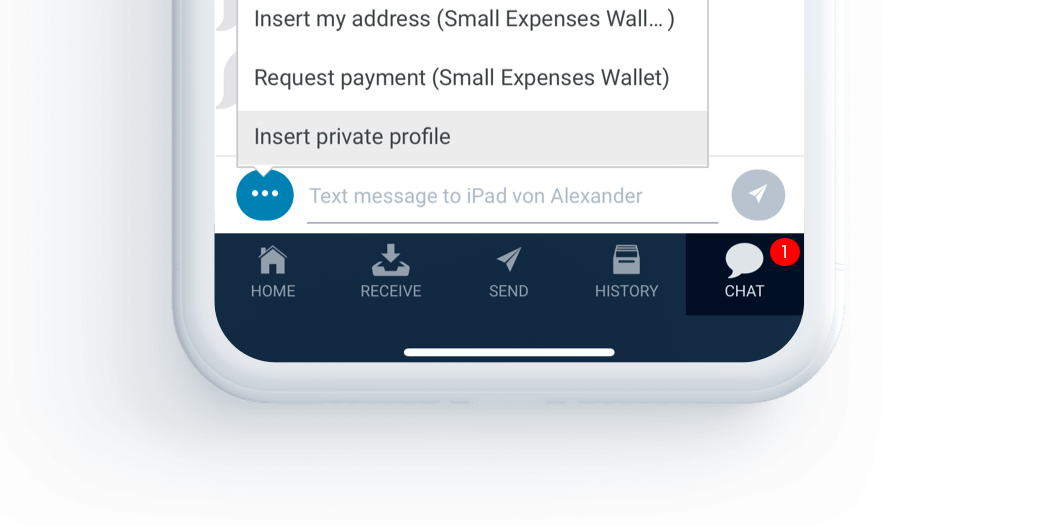 Insert my address (Small Expenses Wall... )
Request payment (Small Expenses Wallet)
Insert private profile
Text message to iPad von Alexander
1
HOME
RECEIVE
SEND
HISTORY
CHAT